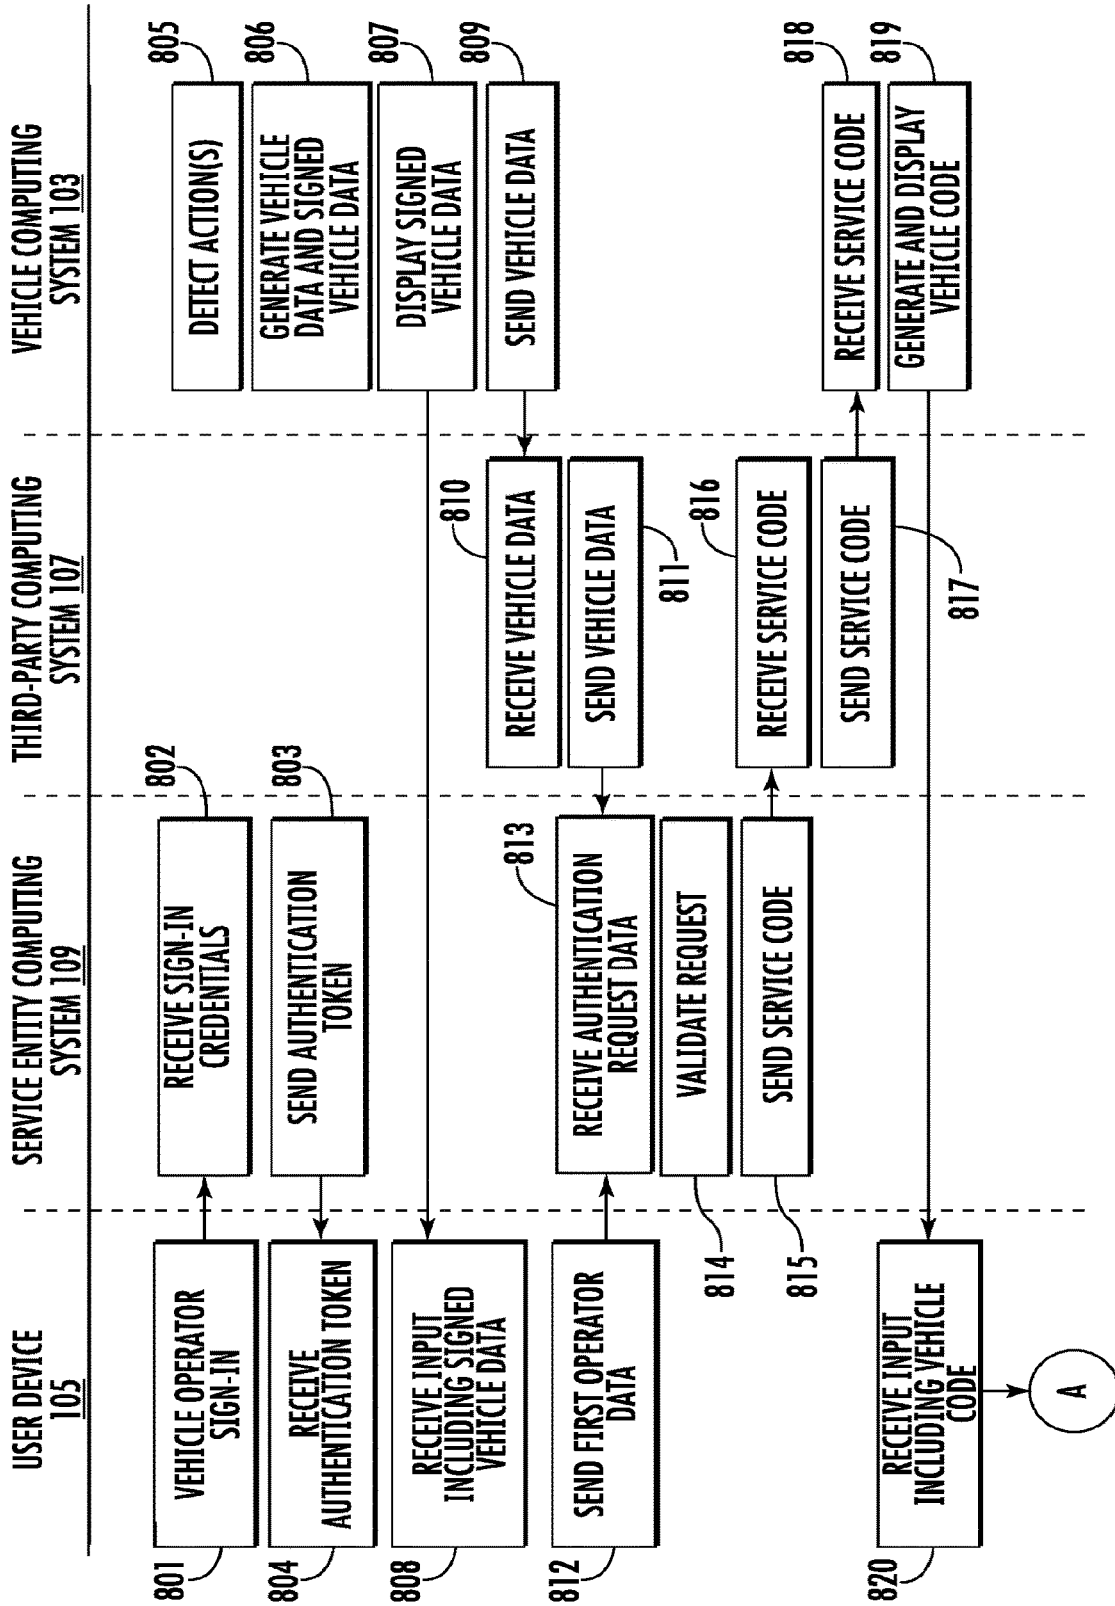 USER DEVICE
105
SERVICE ENTITY COMPUTING
SYSTEM 109
THIRD-PARTY COMPUTING
SYSTEM 107
VEHICLE COMPUTING
SYSTEM 103
801
VEHICLE OPERATOR
SIGN-IN
RECEIVE SIGN-IN
CREDENTIALS
802
DETECT ACTION(S)
805
804
RECEIVE
AUTHENTICATION TOKEN
SEND AUTHENTICATION
TOKEN
803
GENERATE VEHICLE
DATA AND SIGNED
VEHICLE DATA
806
808
RECEIVE INPUT
INCLUDING SIGNED
VEHICLE DATA
DISPLAY SIGNED
VEHICLE DATA
807
810
RECEIVE VEHICLE DATA
SEND VEHICLE DATA
809
812
SEND FIRST OPERATOR
DATA
RECEIVE AUTHENTICATION
REQUEST DATA
813
SEND VEHICLE DATA
811
814
VALIDATE REQUEST
815
SEND SERVICE CODE
RECEIVE SERVICE CODE
816
SEND SERVICE CODE
817
RECEIVE SERVICE CODE
818
820
RECEIVE INPUT
INCLUDING VEHICLE
CODE
GENERATE AND DISPLAY
VEHICLE CODE
819
A